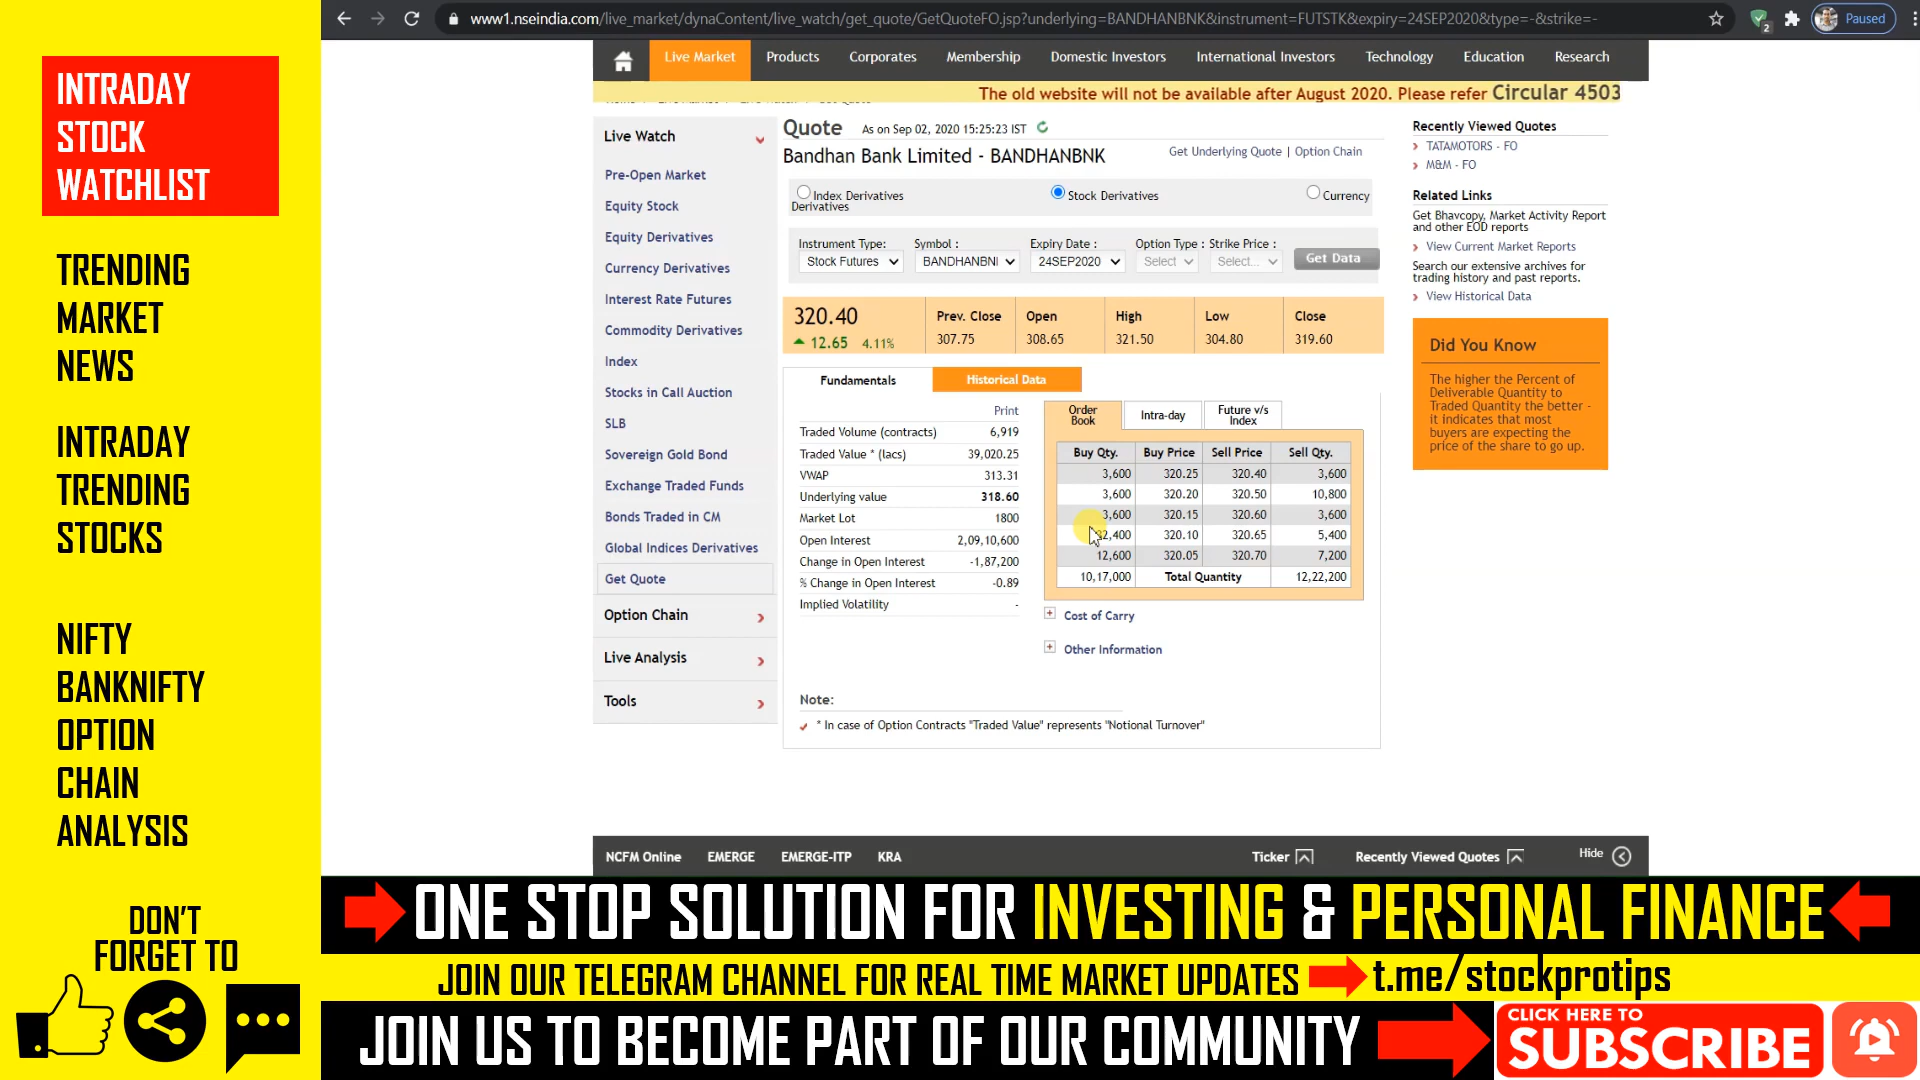 www1.nseindia.com/live_market/dynaContent/live_watch/get_quote/GetQuoteFO.jsp?underlying=BANDHANBNK&instrument=FUTSTK&expiry=24SEP2020&type=-&strike=-
2
Paused
Live Market Products Corporates Membership Domestic Investors International Investors Technology Education Research
The old website will not be available after August 2020. Please refer Circular 4503
INTRADAY
STOCK
WATCHLIST
TRENDING
MARKET
NEWS
INTRADAY
TRENDING
STOCKS
NIFTY
BANKNIFTY
OPTION
CHAIN
ANALYSIS
DON'T
FORGET TO
Live Watch
Pre-Open Market
Equity Stock
Equity Derivatives
Currency Derivatives
Interest Rate Futures
Commodity Derivatives
Index
Stocks in Call Auction
SLB
Sovereign Gold Bond
Exchange Traded Funds
Bonds Traded in CM
Global Indices Derivatives
Get Quote
Option Chain
Live Analysis
Tools
Quote As on Sep 02, 2020 15:25:23 IST
Bandhan Bank Limited - BANDHANBNK Get Underlying Quote | Option Chain
Index Derivatives Stock Derivatives Currency
Derivatives
Instrument Type: Symbol : Expiry Date : Option Type : Strike Price :
Stock Futures BANDHANBNI 24SEP2020 Select Select... Get Data
320.40 Prev. Close Open High Low Close
12.65 4.11% 307.75 308.65 321.50 304.80 319.60
Fundamentals Historical Data
Print
Traded Volume (contracts) 6,919
Traded Value * (lacs) 39,020.25
VWAP 313.31
Underlying value 318.60
Market Lot 1800
Open Interest 2,09,10,600
Change in Open Interest -1,87,200
% Change in Open Interest -0.89
Implied Volatility -
Order Book Intra-day Future v/s Index
Buy Qty. Buy Price Sell Price Sell Qty.
3,600 320.25 320.40 3,600
3,600 320.20 320.50 10,800
3,600 320.15 320.60 3,600
320.10 320.65 5,400
12,600 320.05 320.70 7,200
10,17,000 Total Quantity 12,22,200
Cost of Carry
Other Information
Note:
* In case of Option Contracts "Traded Value" represents "Notional Turnover"
Recently Viewed Quotes
TATAMOTORS - FO
M&M - FO
Related Links
Get Bhavcopy, Market Activity Report
and other EOD reports
View Current Market Reports
Search our extensive archives for
trading history and past reports.
View Historical Data
Did You Know
The higher the Percent of
Deliverable Quantity to
Traded Quantity the better -
it indicates that most
buyers are expecting the
price of the share to go up.
NCFM Online EMERGE EMERGE-ITP KRA Ticker Recently Viewed Quotes Hide
ONE STOP SOLUTION FOR INVESTING & PERSONAL FINANCE
JOIN OUR TELEGRAM CHANNEL FOR REAL TIME MARKET UPDATES t.me/stockprotips
JOIN US TO BECOME PART OF OUR COMMUNITY
CLICK HERE TO
SUBSCRIBE